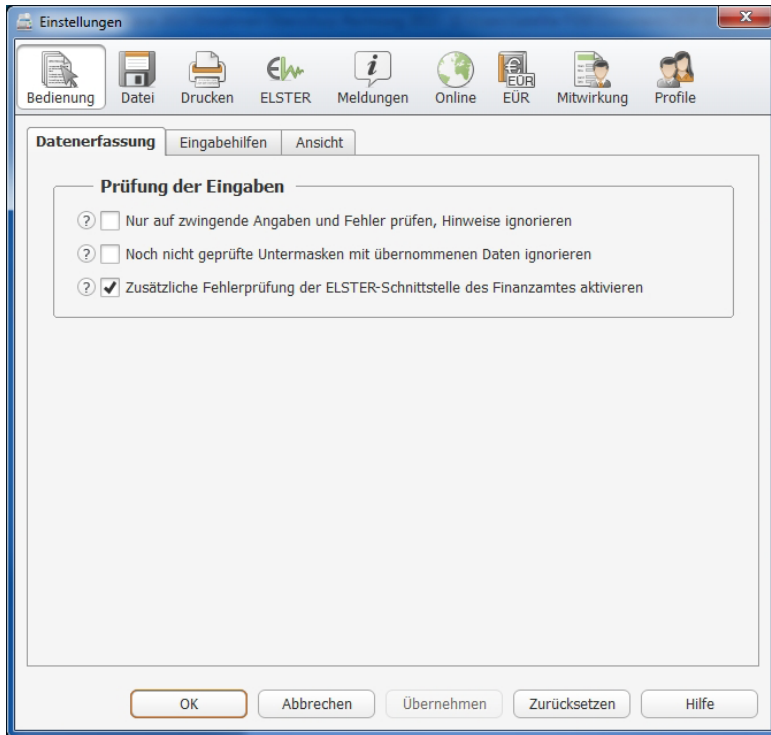 Einstellungen
Bedienung Datei Drucken ELSTER Meldungen Online EÜR Mitwirkung Profile
Datenerfassung Eingabehilfen Ansicht
Prüfung der Eingaben
? Nur auf zwingende Angaben und Fehler prüfen, Hinweise ignorieren
? Noch nicht geprüfte Untermasken mit übernommenen Daten ignorieren
? Zusätzliche Fehlerprüfung der ELSTER-Schnittstelle des Finanzamtes aktivieren
OK Abbrechen Übernehmen Zurücksetzen Hilfe